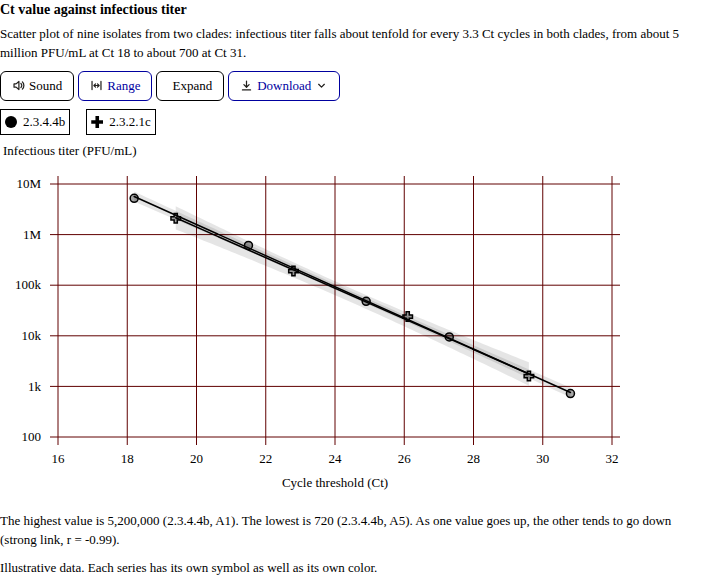 Ct value against infectious titer
Scatter plot of nine isolates from two clades: infectious titer falls about tenfold for every 3.3 Ct cycles in both clades, from about 5
million PFU/mL at Ct 18 to about 700 at Ct 31.
Sound Range Expand Download
2.3.4.4b 2.3.2.1c
Infectious titer (PFU/mL)
10M
1M
100k
10k
1k
100
16 18 20 22 24 26 28 30 32
Cycle threshold (Ct)
The highest value is 5,200,000 (2.3.4.4b, A1). The lowest is 720 (2.3.4.4b, A5). As one value goes up, the other tends to go down
(strong link, r = -0.99).
Illustrative data. Each series has its own symbol as well as its own color.